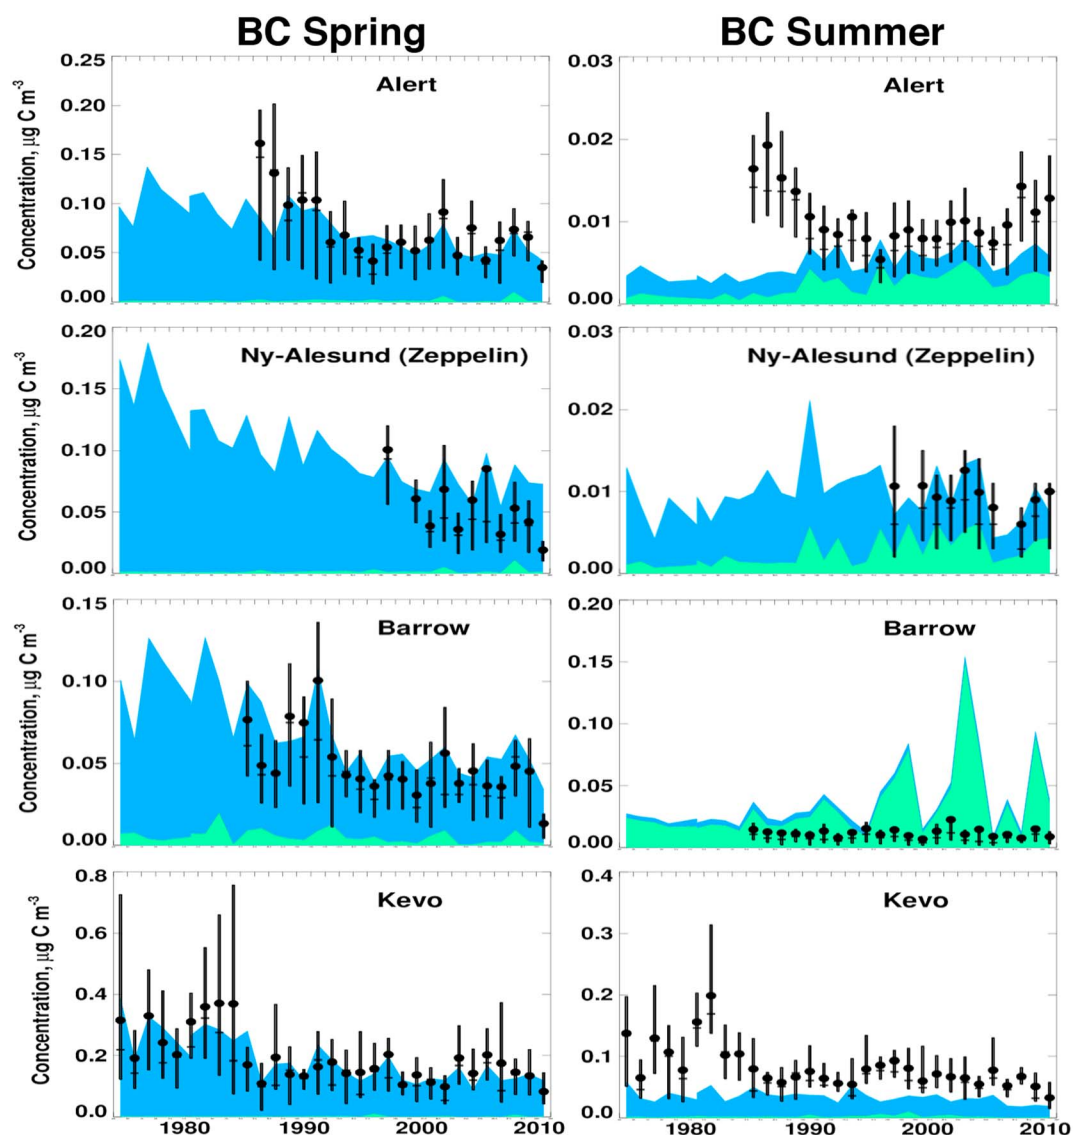 BC Spring
BC Summer
Concentration, µg C m⁻³
0.25
0.20
0.15
0.10
0.05
0.00
Alert
0.03
0.02
0.01
0.00
Alert
Concentration, µg C m⁻³
0.20
0.15
0.10
0.05
0.00
Ny-Alesund (Zeppelin)
0.03
0.02
0.01
0.00
Ny-Alesund (Zeppelin)
Concentration, µg C m⁻³
0.15
0.10
0.05
0.00
Barrow
0.20
0.15
0.10
0.05
0.00
Barrow
Concentration, µg C m⁻³
0.8
0.6
0.4
0.2
0.0
Kevo
1980 1990 2000 2010
0.4
0.3
0.2
0.1
0.0
Kevo
1980 1990 2000 2010